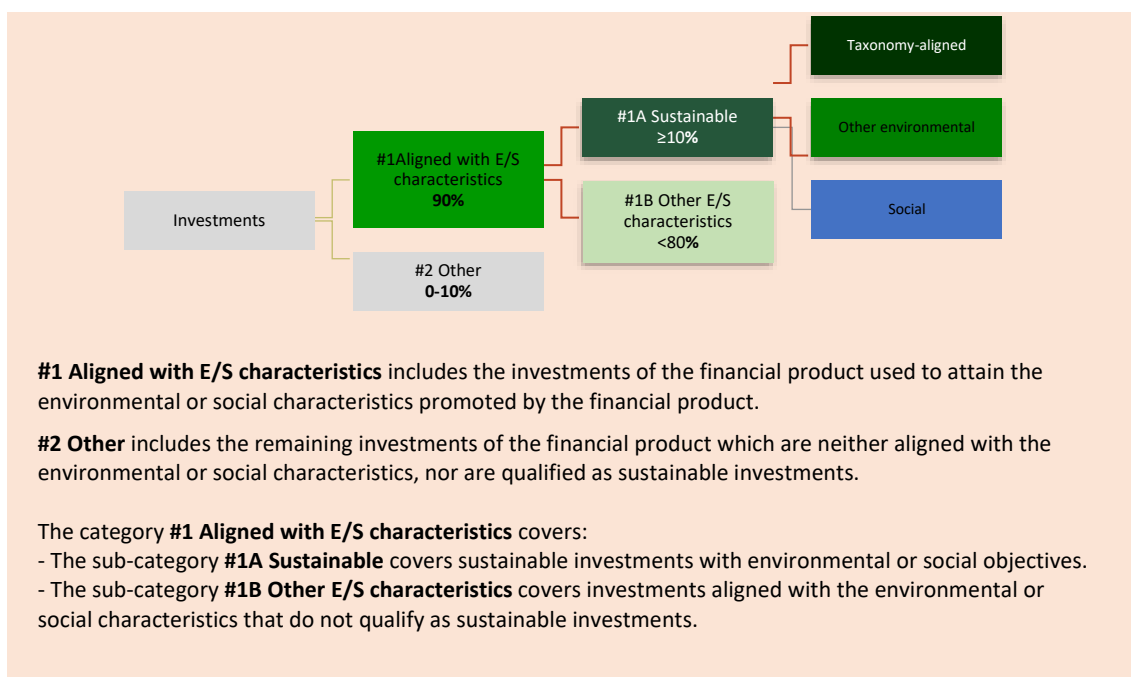 Taxonomy-aligned
#1A Sustainable
≥10%
Other environmental
#1Aligned with E/S
characteristics
90%
#1B Other E/S
characteristics
<80%
Social
Investments
#2 Other
0-10%
#1 Aligned with E/S characteristics includes the investments of the financial product used to attain the
environmental or social characteristics promoted by the financial product.
#2 Other includes the remaining investments of the financial product which are neither aligned with the
environmental or social characteristics, nor are qualified as sustainable investments.
The category #1 Aligned with E/S characteristics covers:
- The sub-category #1A Sustainable covers sustainable investments with environmental or social objectives.
- The sub-category #1B Other E/S characteristics covers investments aligned with the environmental or
social characteristics that do not qualify as sustainable investments.